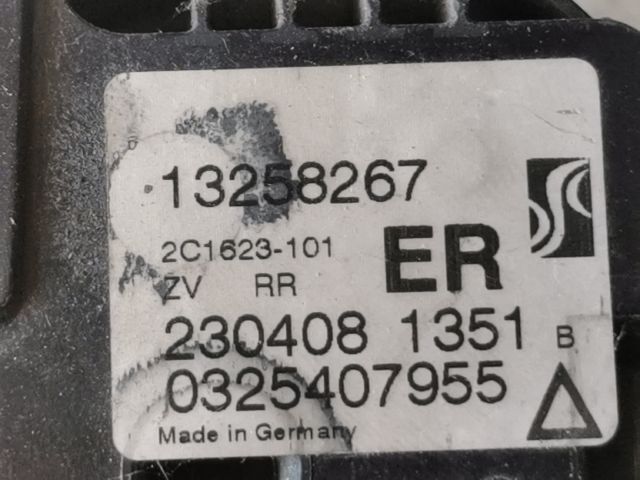 13258267
2C1623-101 ER
ZV RR
230408 1351 B
0325407955
Made in Germany